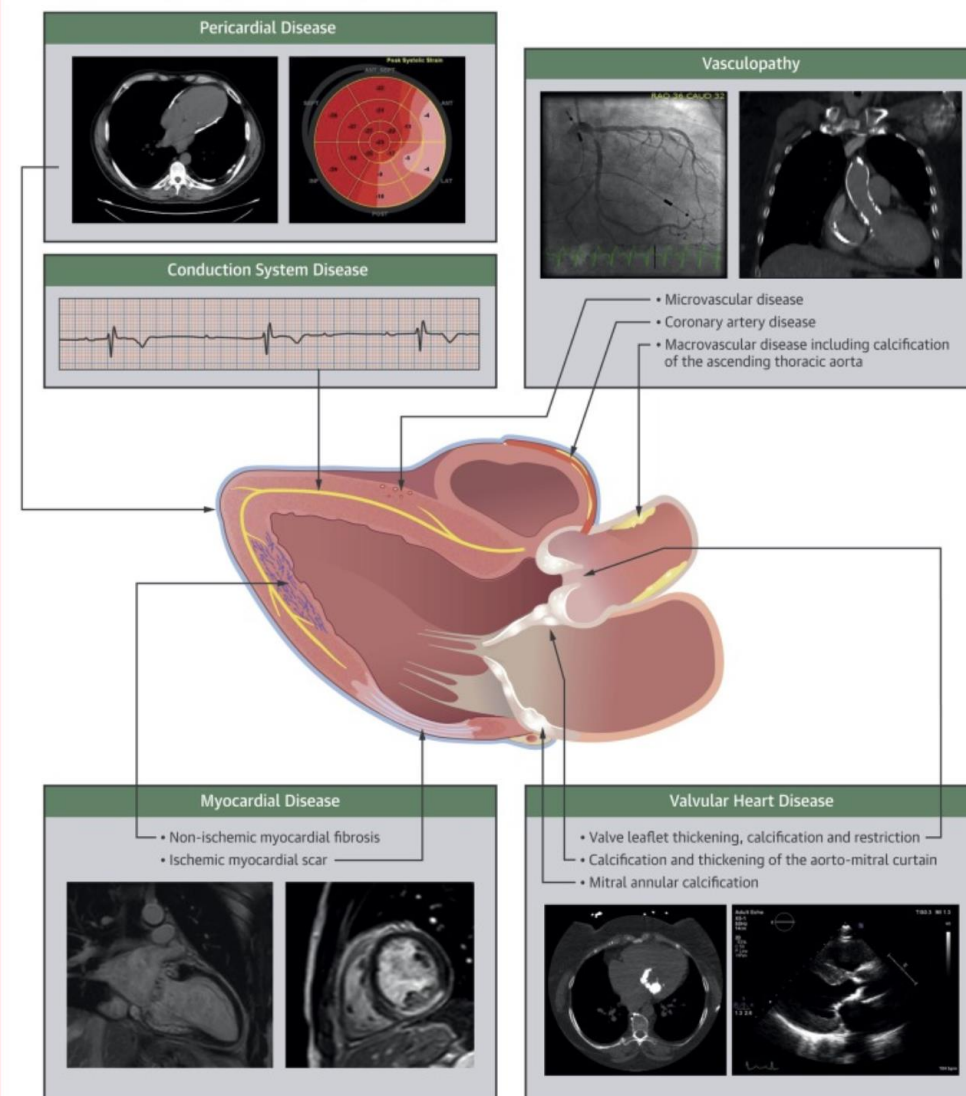 Pericardial Disease
Peak Systolic Strain
Vasculopathy
RAO 36 CAUD 32
Conduction System Disease
• Microvascular disease
• Coronary artery disease
• Macrovascular disease including calcification
of the ascending thoracic aorta
Myocardial Disease
• Non-ischemic myocardial fibrosis
• Ischemic myocardial scar
Valvular Heart Disease
• Valve leaflet thickening, calcification and restriction
• Calcification and thickening of the aorto-mitral curtain
• Mitral annular calcification
Adult Echo